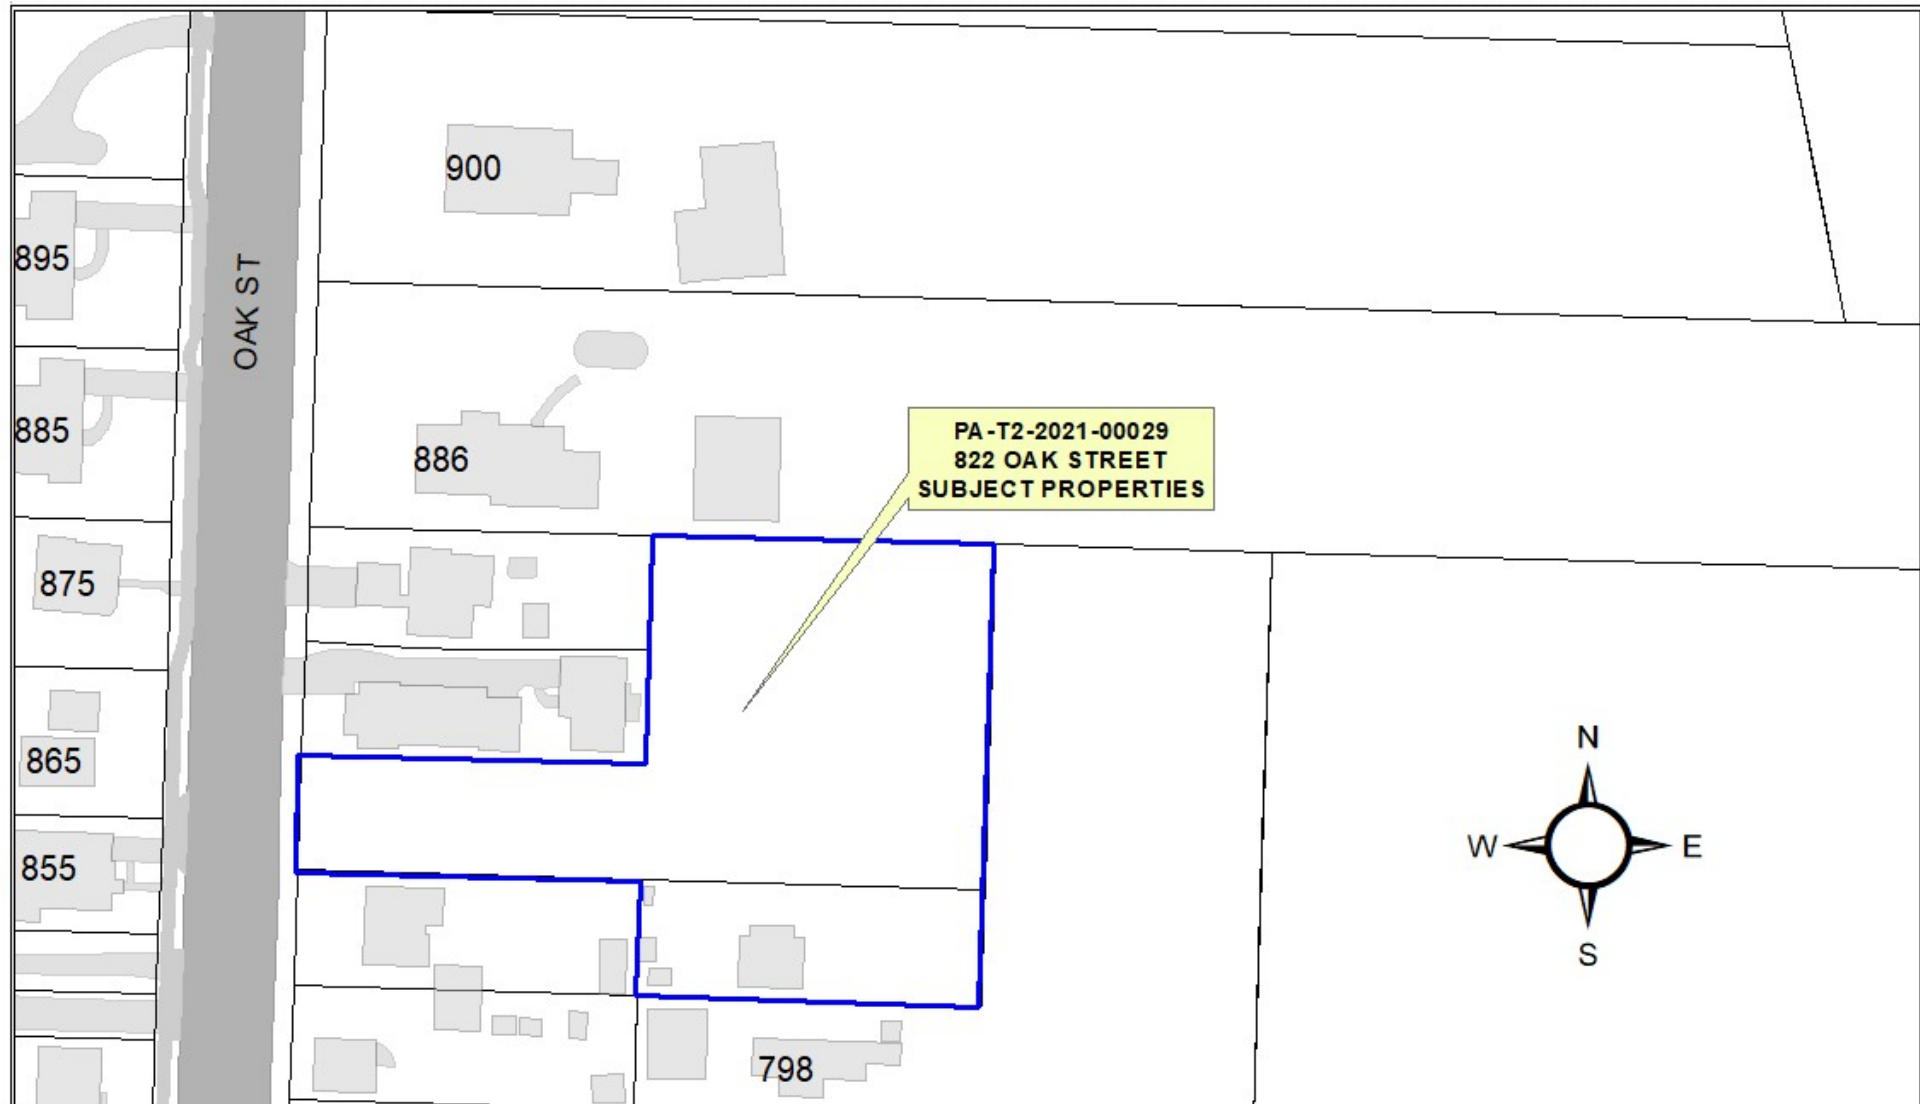 900
895
OAK ST
885
886
PA-T2-2021-00029
822 OAK STREET
SUBJECT PROPERTIES
875
865
N
W
E
855
S
798